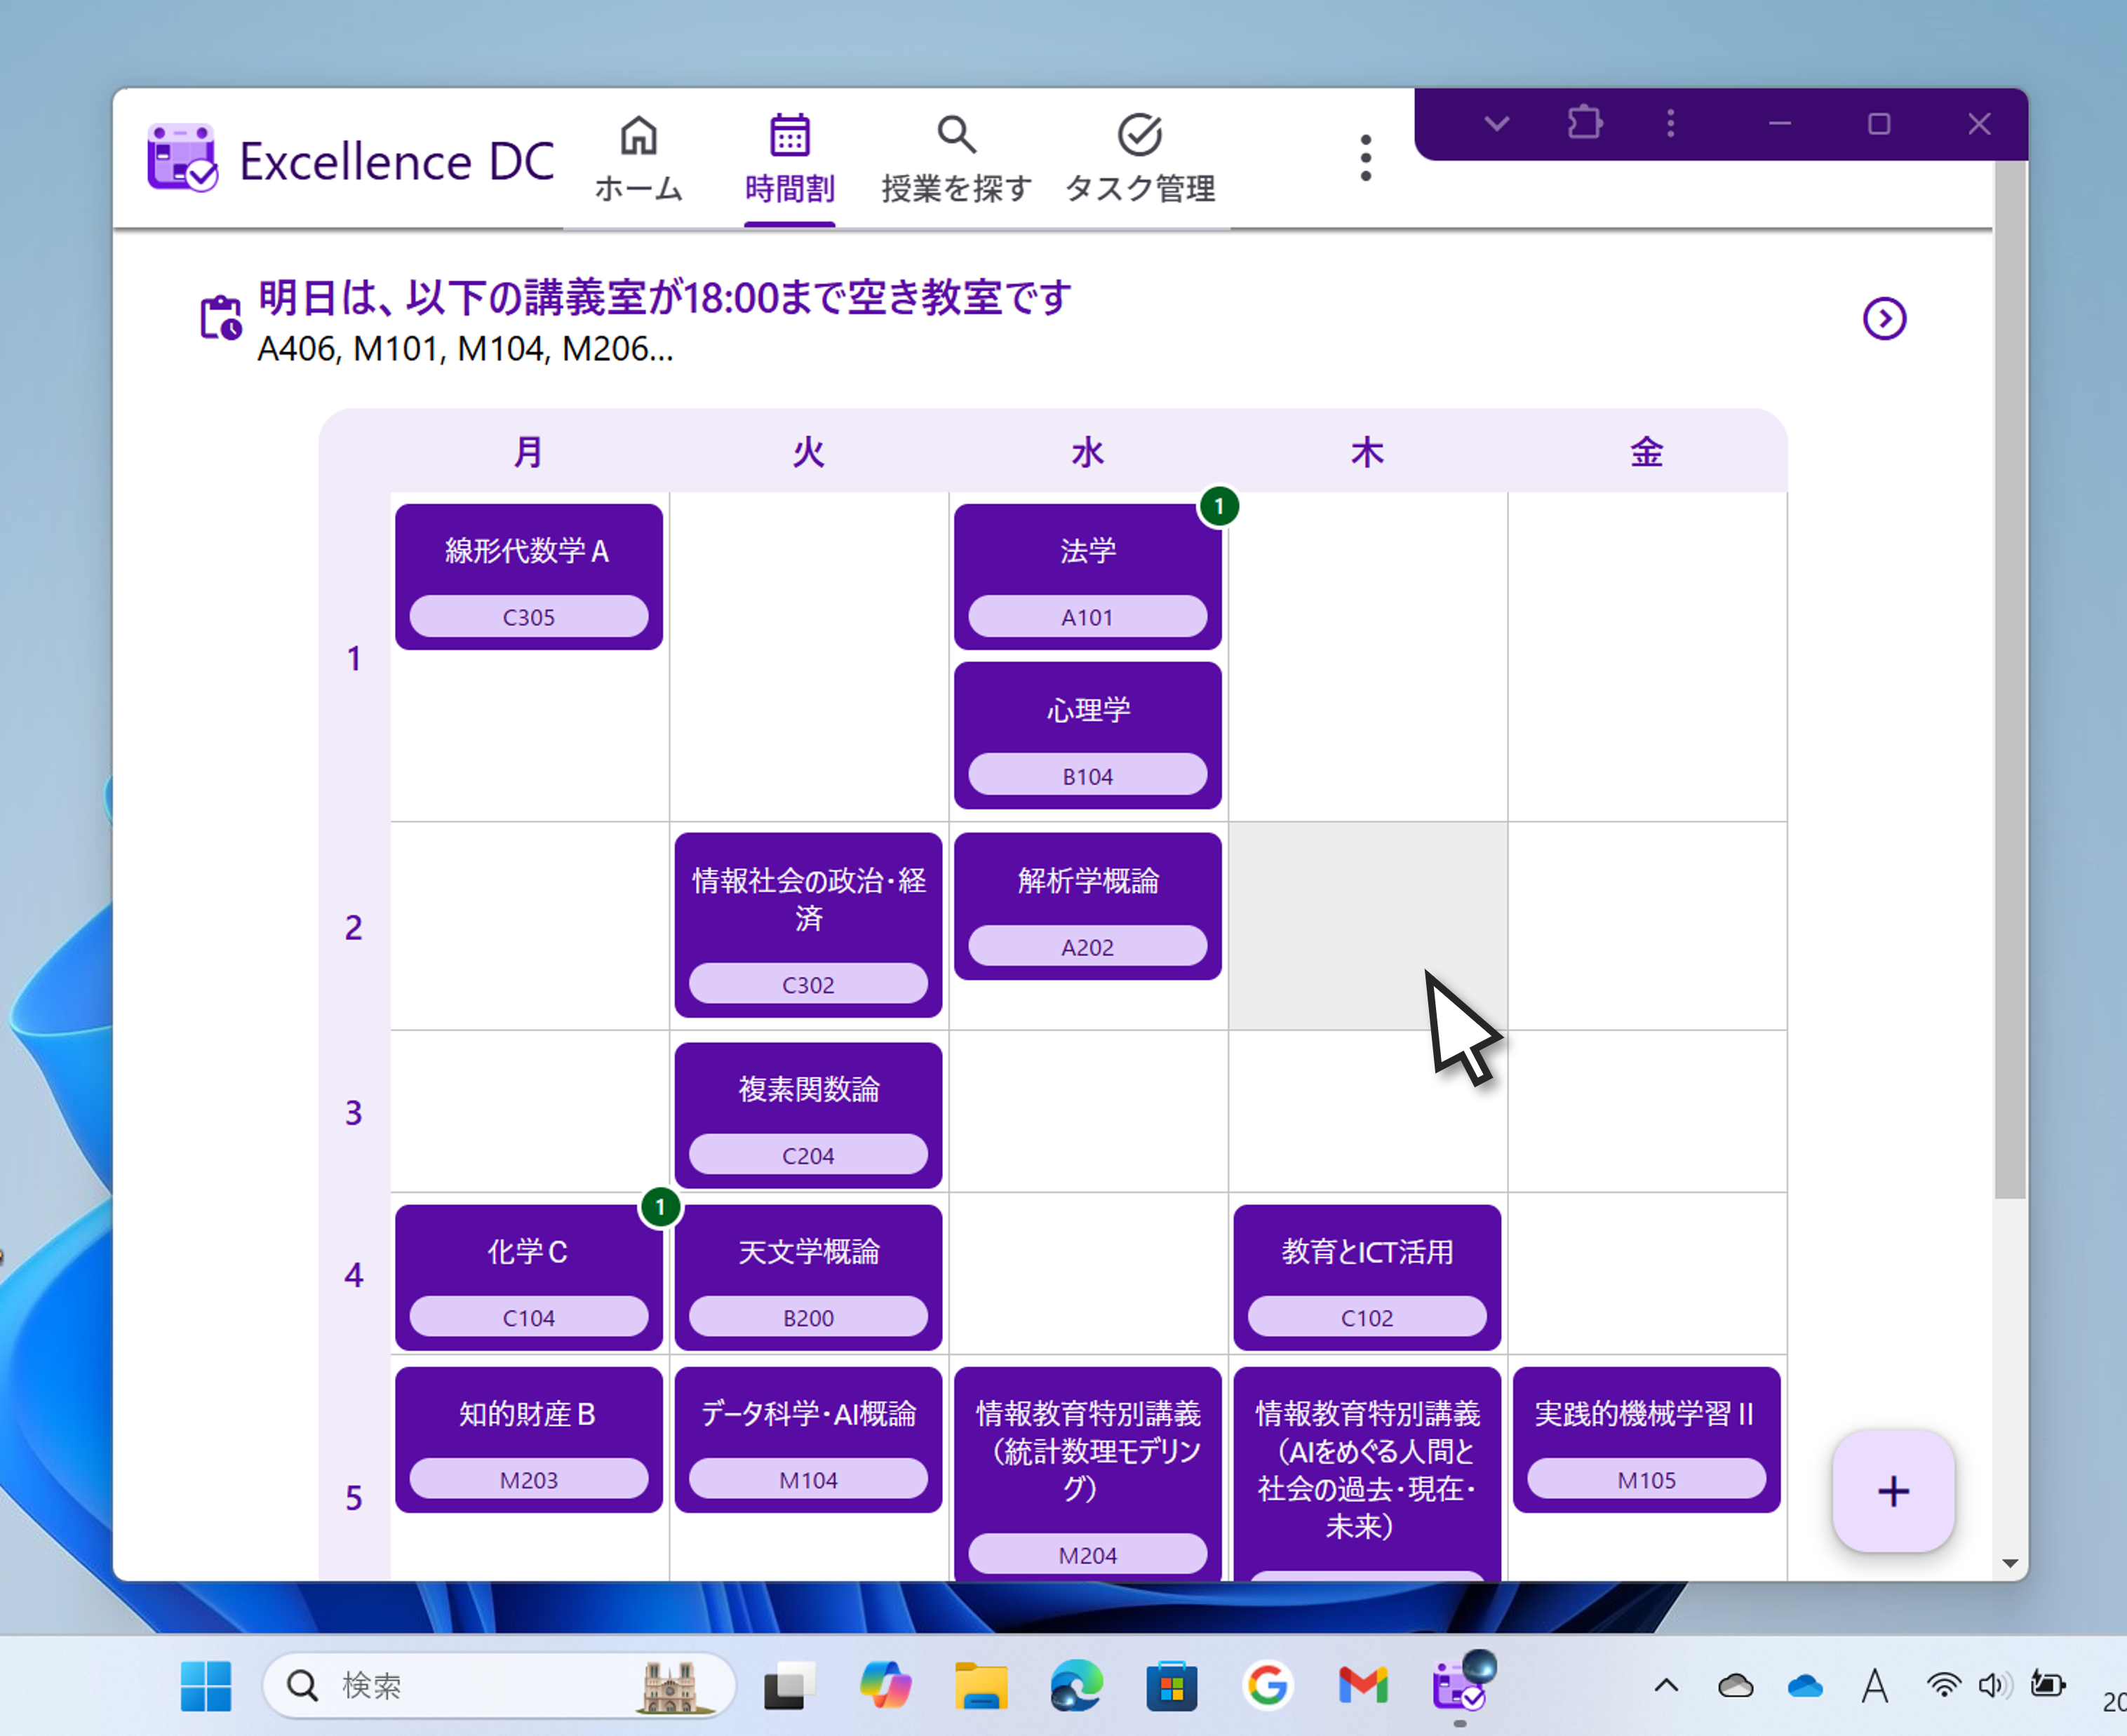 Excellence DC
ホーム
時間割
授業を探す
タスク管理
明日は、以下の講義室が18:00まで空き教室です
A406, M101, M104, M206...
月 火 水 木 金
1
線形代数学 A
C305
法学
A101
1
心理学
B104
2
情報社会の政治・経
済
C302
解析学概論
A202
3
複素関数論
C204
4
化学 C
C104
1
天文学概論
B200
教育とICT活用
C102
5
知的財産 B
M203
データ科学・AI概論
M104
情報教育特別講義
（統計数理モデリン
グ）
M204
情報教育特別講義
（AIをめぐる人間と
社会の過去・現在・
未来）
実践的機械学習 II
M105
+
検索
A